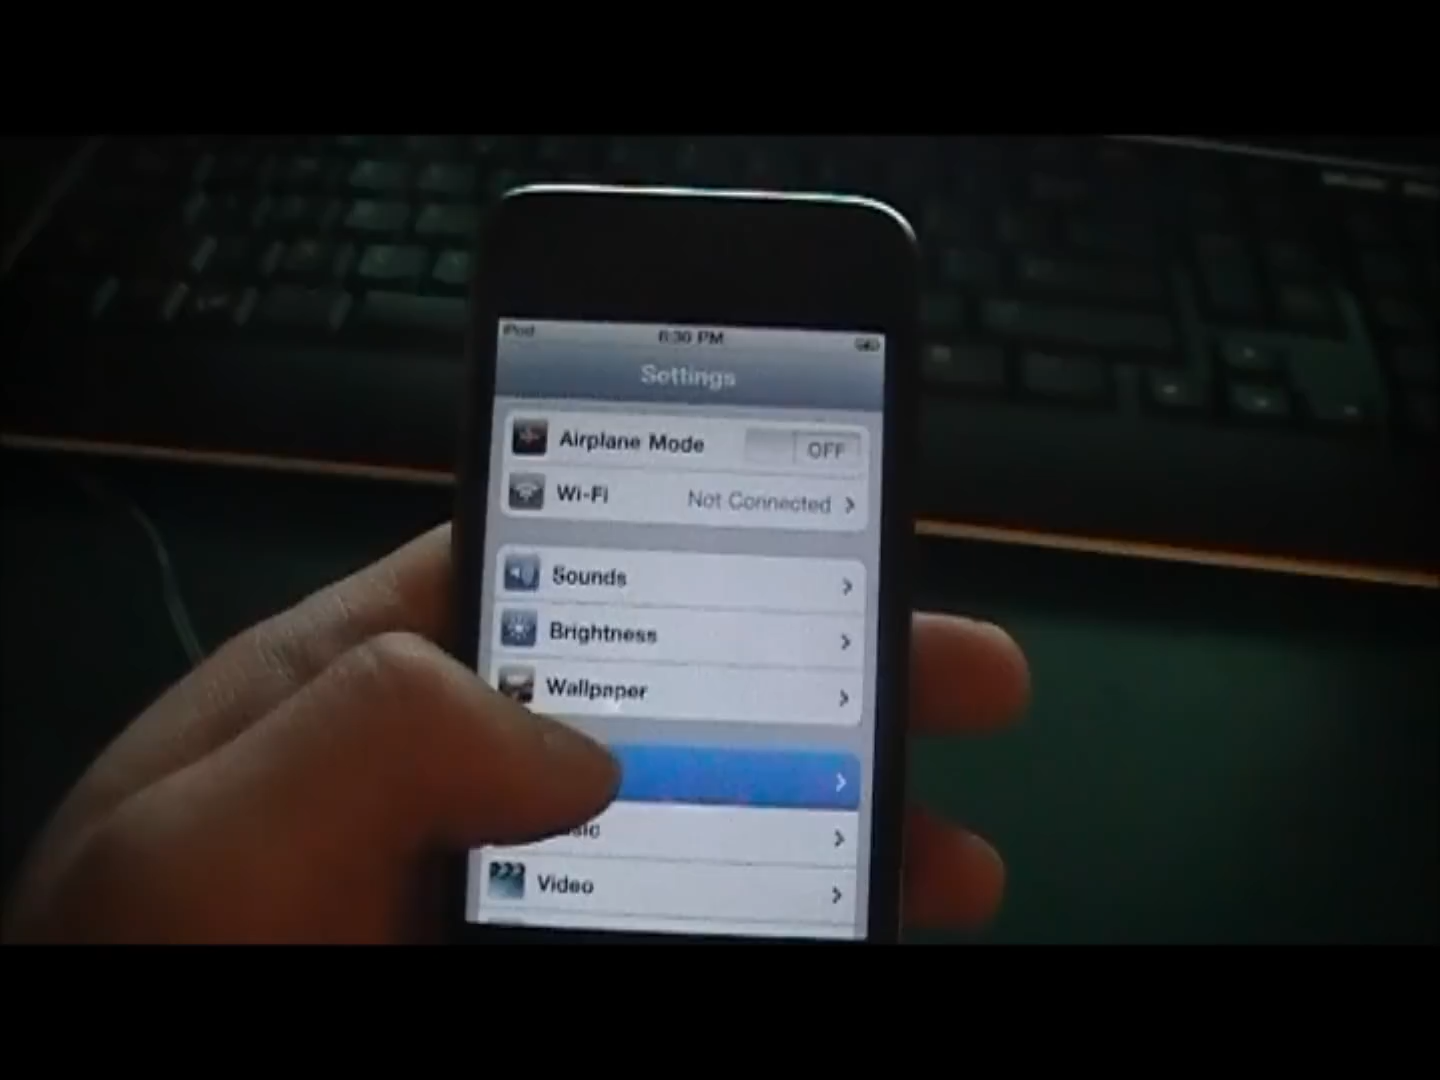 iPod 6:30 PM
Settings
Airplane Mode OFF
Wi-Fi Not Connected
Sounds
Brightness
Wallpaper
Video